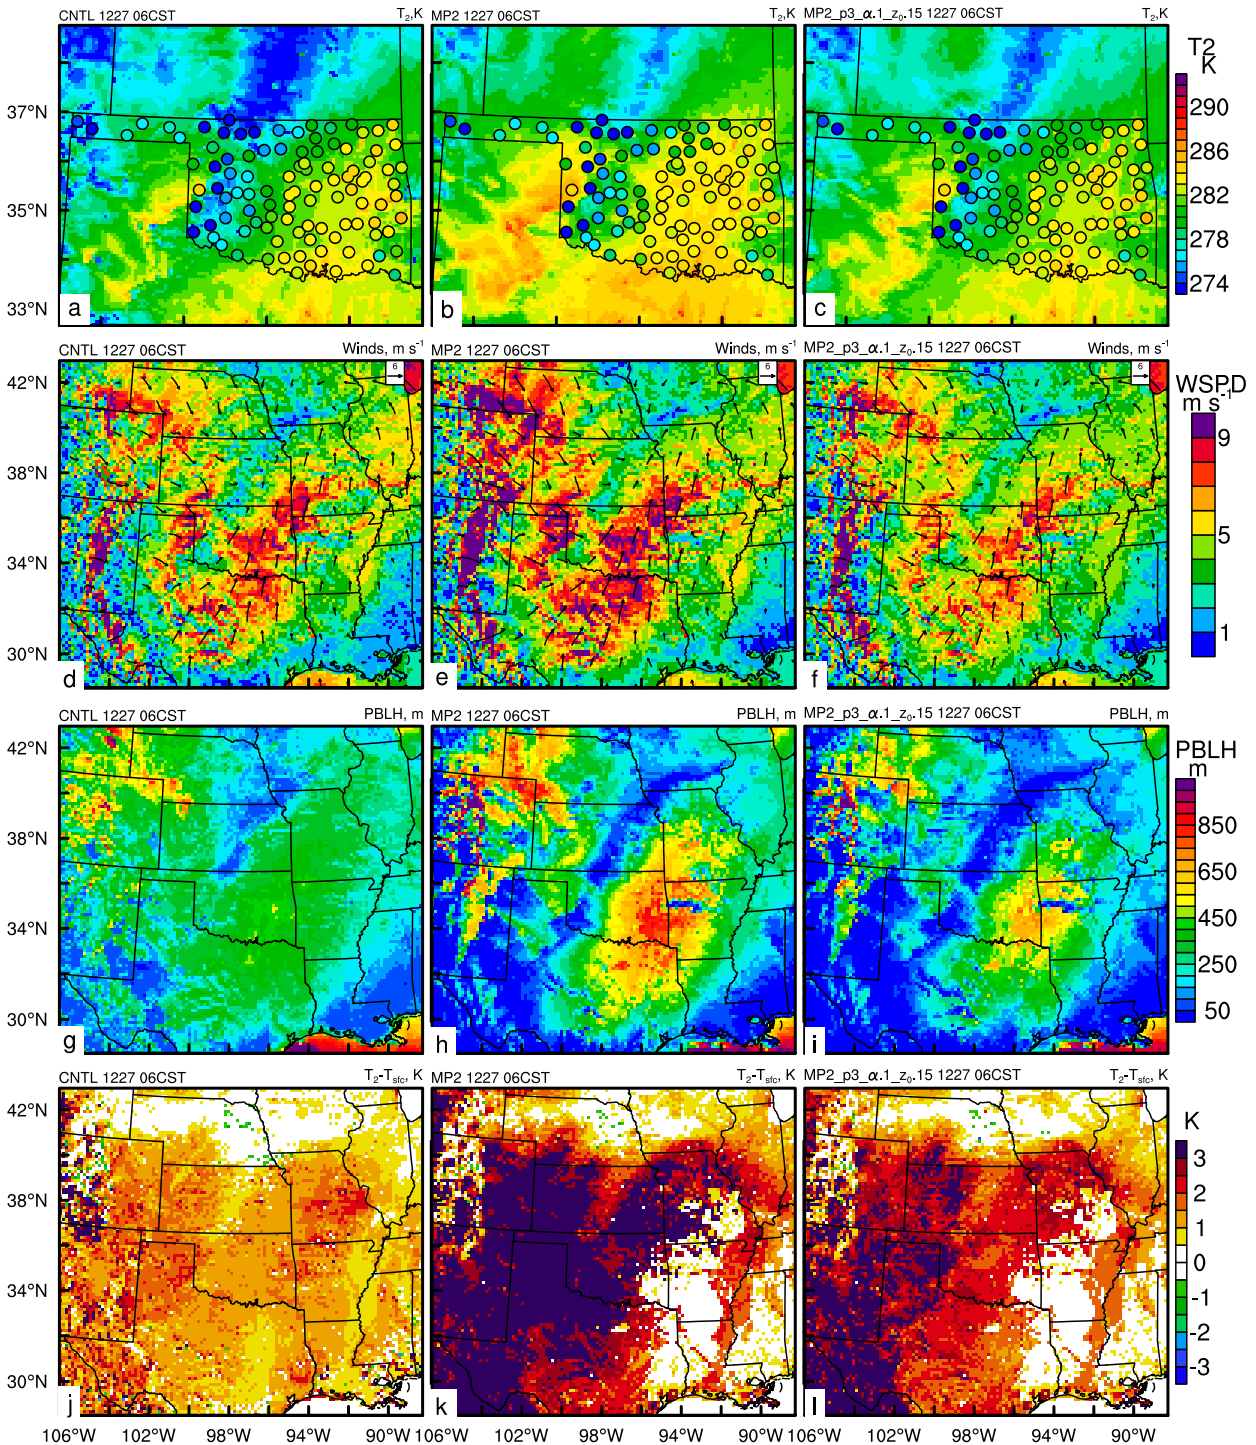 CNTL 1227 06CST T₂,K MP2 1227 06CST T₂,K MP2_p3_α.1_z₀.15 1227 06CST T₂,K
T2
K
290
286
282
278
274
37°N
35°N
33°N
a b c
CNTL 1227 06CST Winds, m s⁻¹ MP2 1227 06CST Winds, m s⁻¹ MP2_p3_α.1_z₀.15 1227 06CST Winds, m s⁻¹
6 6 6
WSPD
m s⁻¹
9
5
1
42°N
38°N
34°N
30°N
d e f
CNTL 1227 06CST PBLH, m MP2 1227 06CST PBLH, m MP2_p3_α.1_z₀.15 1227 06CST PBLH, m
PBLH
m
850
650
450
250
50
42°N
38°N
34°N
30°N
g h i
CNTL 1227 06CST T₂-Tsfc, K MP2 1227 06CST T₂-Tsfc, K MP2_p3_α.1_z₀.15 1227 06CST T₂-Tsfc, K
K
3
2
1
0
-1
-2
-3
42°N
38°N
34°N
30°N
j k l
106°W 102°W 98°W 94°W 90°W 106°W 102°W 98°W 94°W 90°W 106°W 102°W 98°W 94°W 90°W